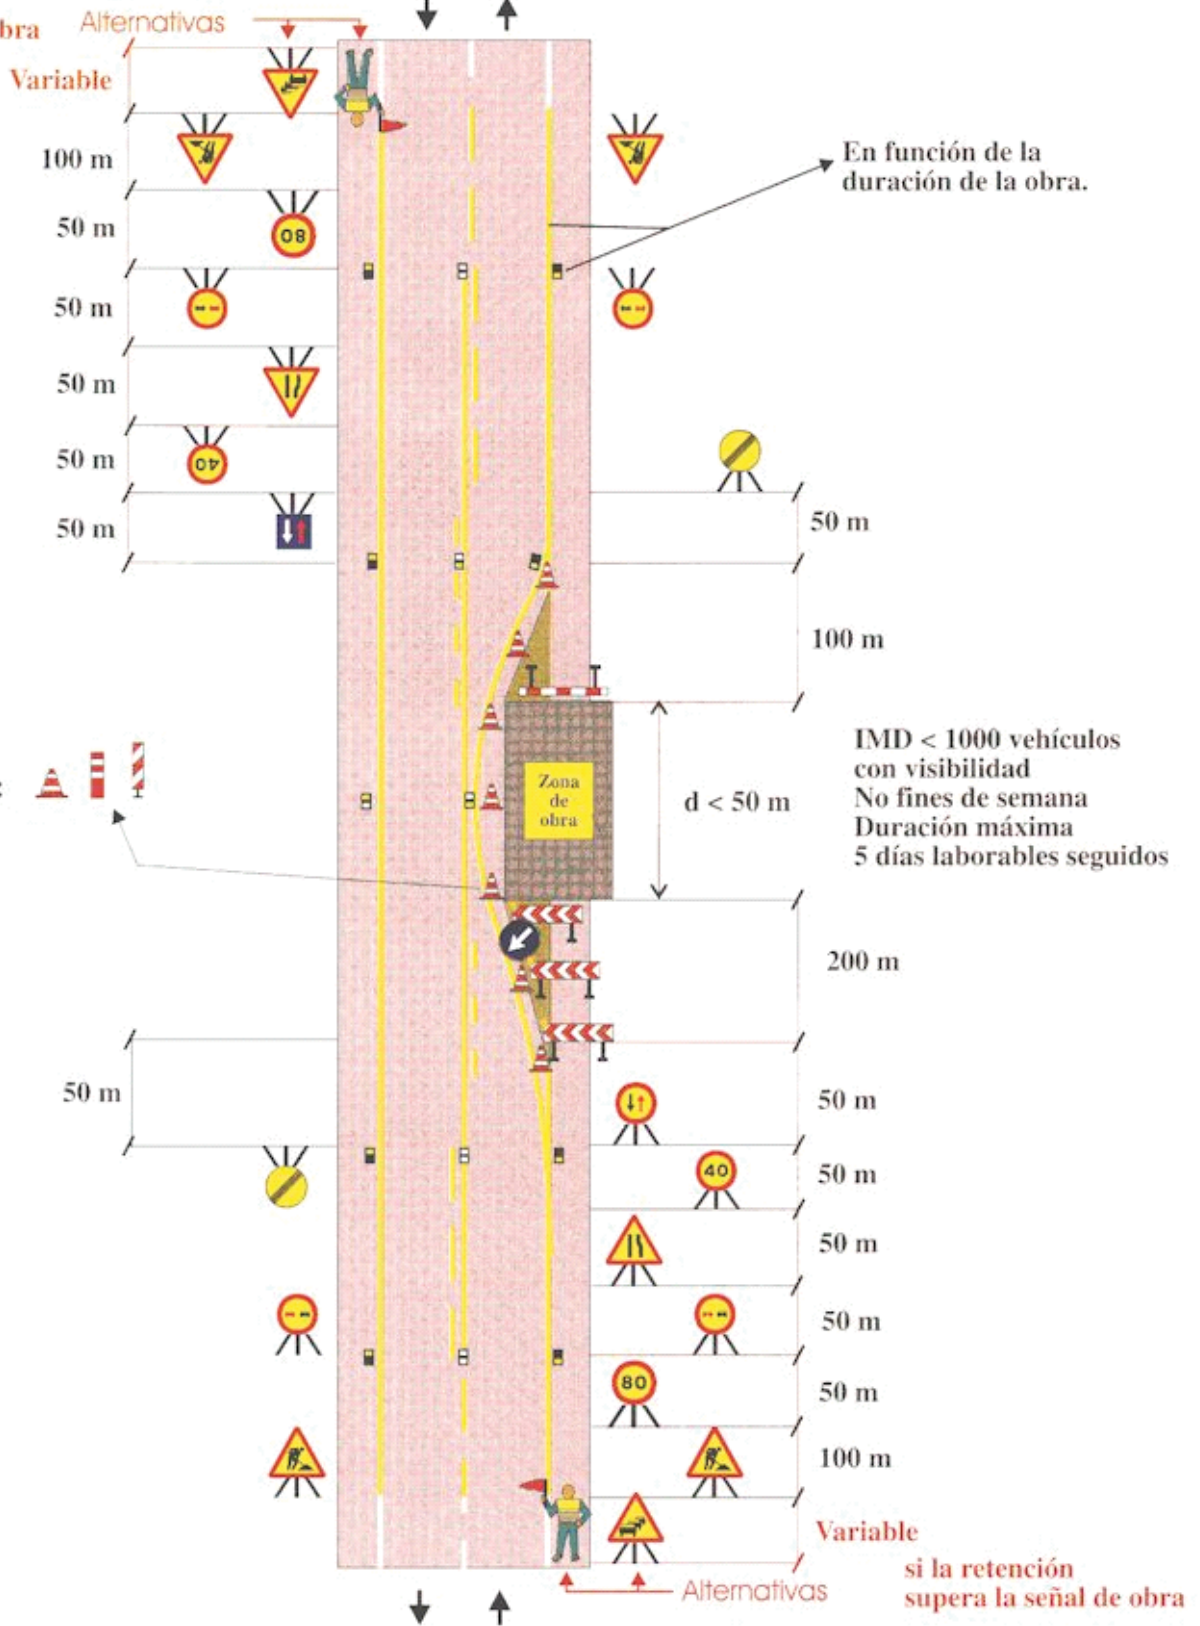 bra
Alternativas
Variable
100 m
50 m
50 m
50 m
50 m
50 m
80
40
En función de la
duración de la obra.
50 m
100 m
Zona
de
obra
d < 50 m
IMD < 1000 vehículos
con visibilidad
No fines de semana
Duración máxima
5 días laborables seguidos
200 m
50 m
50 m
40
50 m
50 m
50 m
80
50 m
100 m
Variable
si la retención
supera la señal de obra
Alternativas